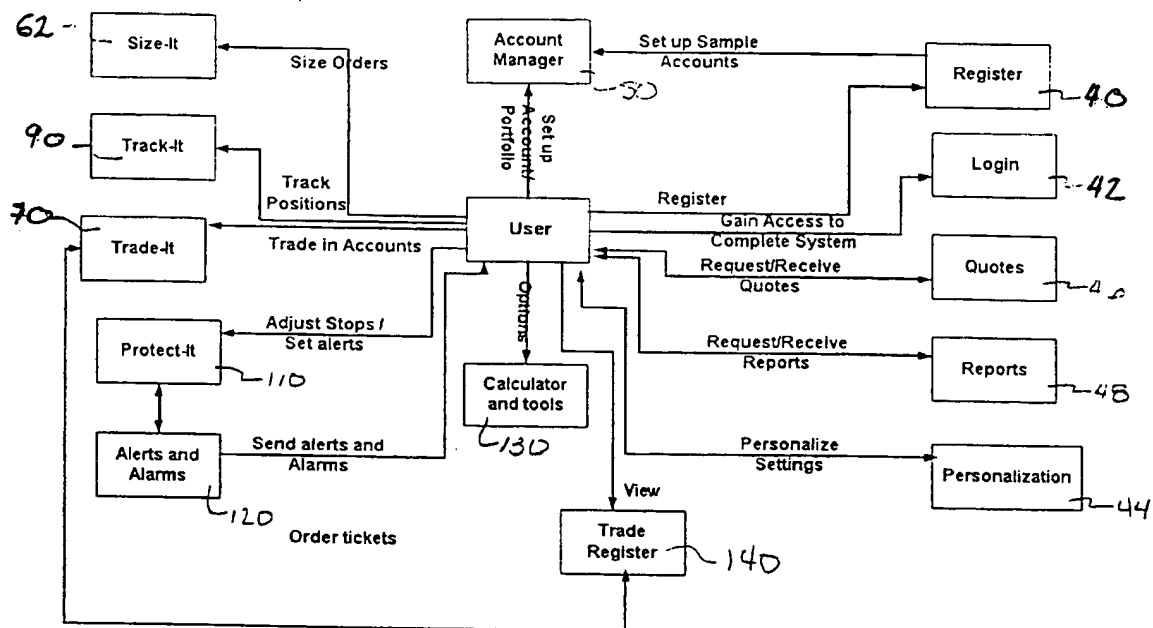 62
Size-It
Size Orders
Account
Manager
50
Set up Sample
Accounts
Register
40
90
Track-It
Track
Positions
Set up
Account/
Portfolio
Login
42
70
Trade-It
Trade in Accounts
User
Register
Gain Access to
Complete System
Request/Receive
Quotes
Quotes
Adjust Stops /
Set alerts
Protect-It
110
Options
Calculator
and tools
130
Request/Receive
Reports
Reports
48
Alerts and
Alarms
120
Send alerts and
Alarms
Personalize
Settings
Personalization
44
View
Order tickets
Trade
Register
140